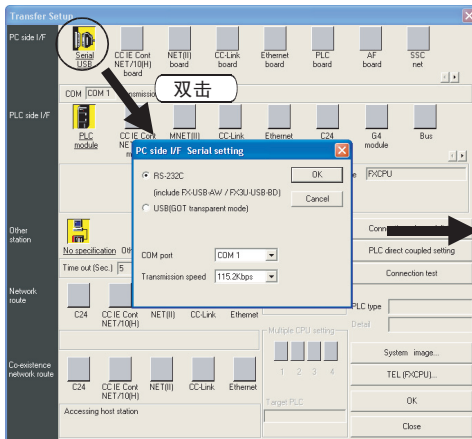 Transfer Setup
PC side I/F
Serial USB
CC IE Cont NET/10(H) board
NET(II) board
CC-Link board
Ethernet board
PLC board
AF board
SSC net
COM COM 1
双击
PLC side I/F
PLC module
CC IE Cont
MNET(II)
CC-Link
Ethernet
C24
G4 module
Bus
PC side I/F Serial setting
RS-232C
(include FX-USB-AW / FX3U-USB-BD)
USB(GOT transparent mode)
OK
Cancel
COM port COM 1
Transmission speed 115.2Kbps
FXCPU
Other station
No specification
Time out (Sec.) 5
PLC direct coupled setting
Connection test
Network route
C24
CC IE Cont NET/10(H)
NET(II)
CC-Link
Ethernet
PLC type
Detail
Multiple CPU setting
1 2 3 4
Target PLC
System image...
TEL (FXCPU)...
Co-existence network route
C24
CC IE Cont NET/10(H)
NET(II)
CC-Link
Ethernet
Accessing host station
OK
Close